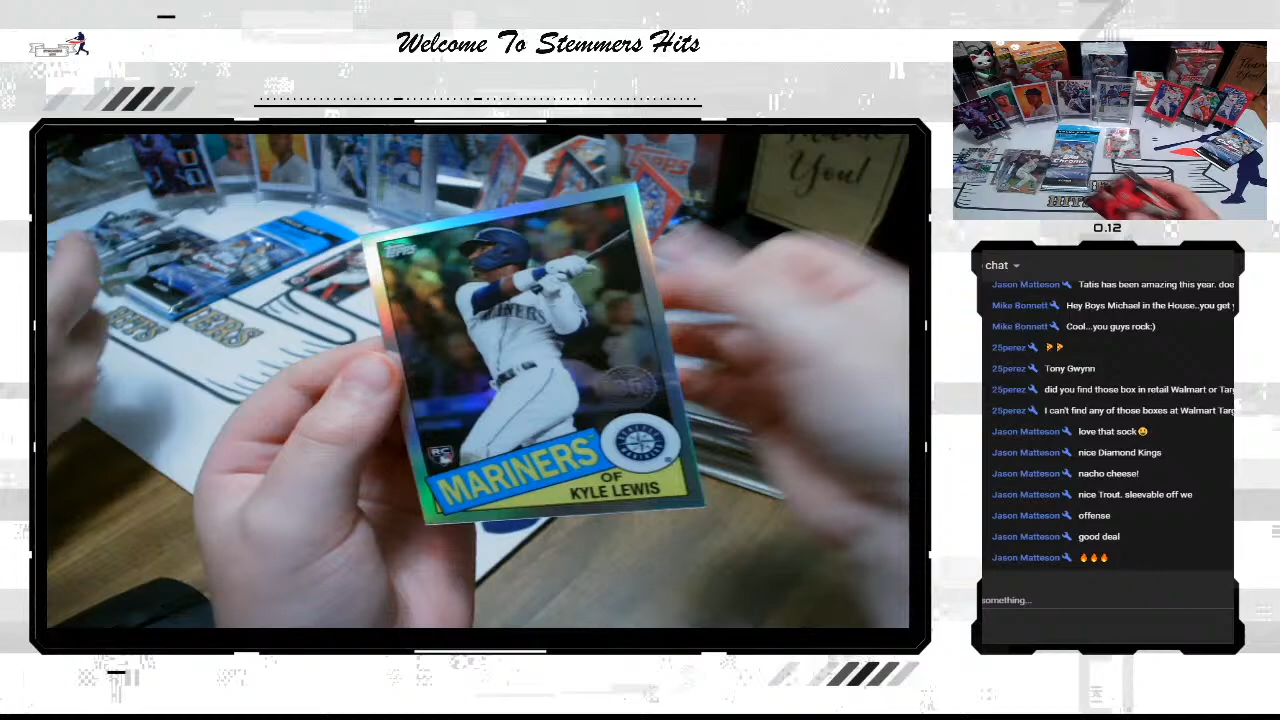 Welcome To Stemmers Hits
Thank
You!
TOPPS
Topps
35
RC
MARINERS
MARINERS
OF
KYLE LEWIS
HITS
0.12
chat
Jason Matteson Tatis has been amazing this year. doe
Mike Bonnett Hey Boys Michael in the House..you get
Mike Bonnett Cool...you guys rock:)
25perez
25perez Tony Gwynn
25perez did you find those box in retail Walmart or Tar
25perez I can't find any of those boxes at Walmart Targ
Jason Matteson love that sock
Jason Matteson nice Diamond Kings
Jason Matteson nacho cheese!
Jason Matteson nice Trout. sleevable off we
Jason Matteson offense
Jason Matteson good deal
Jason Matteson
something...